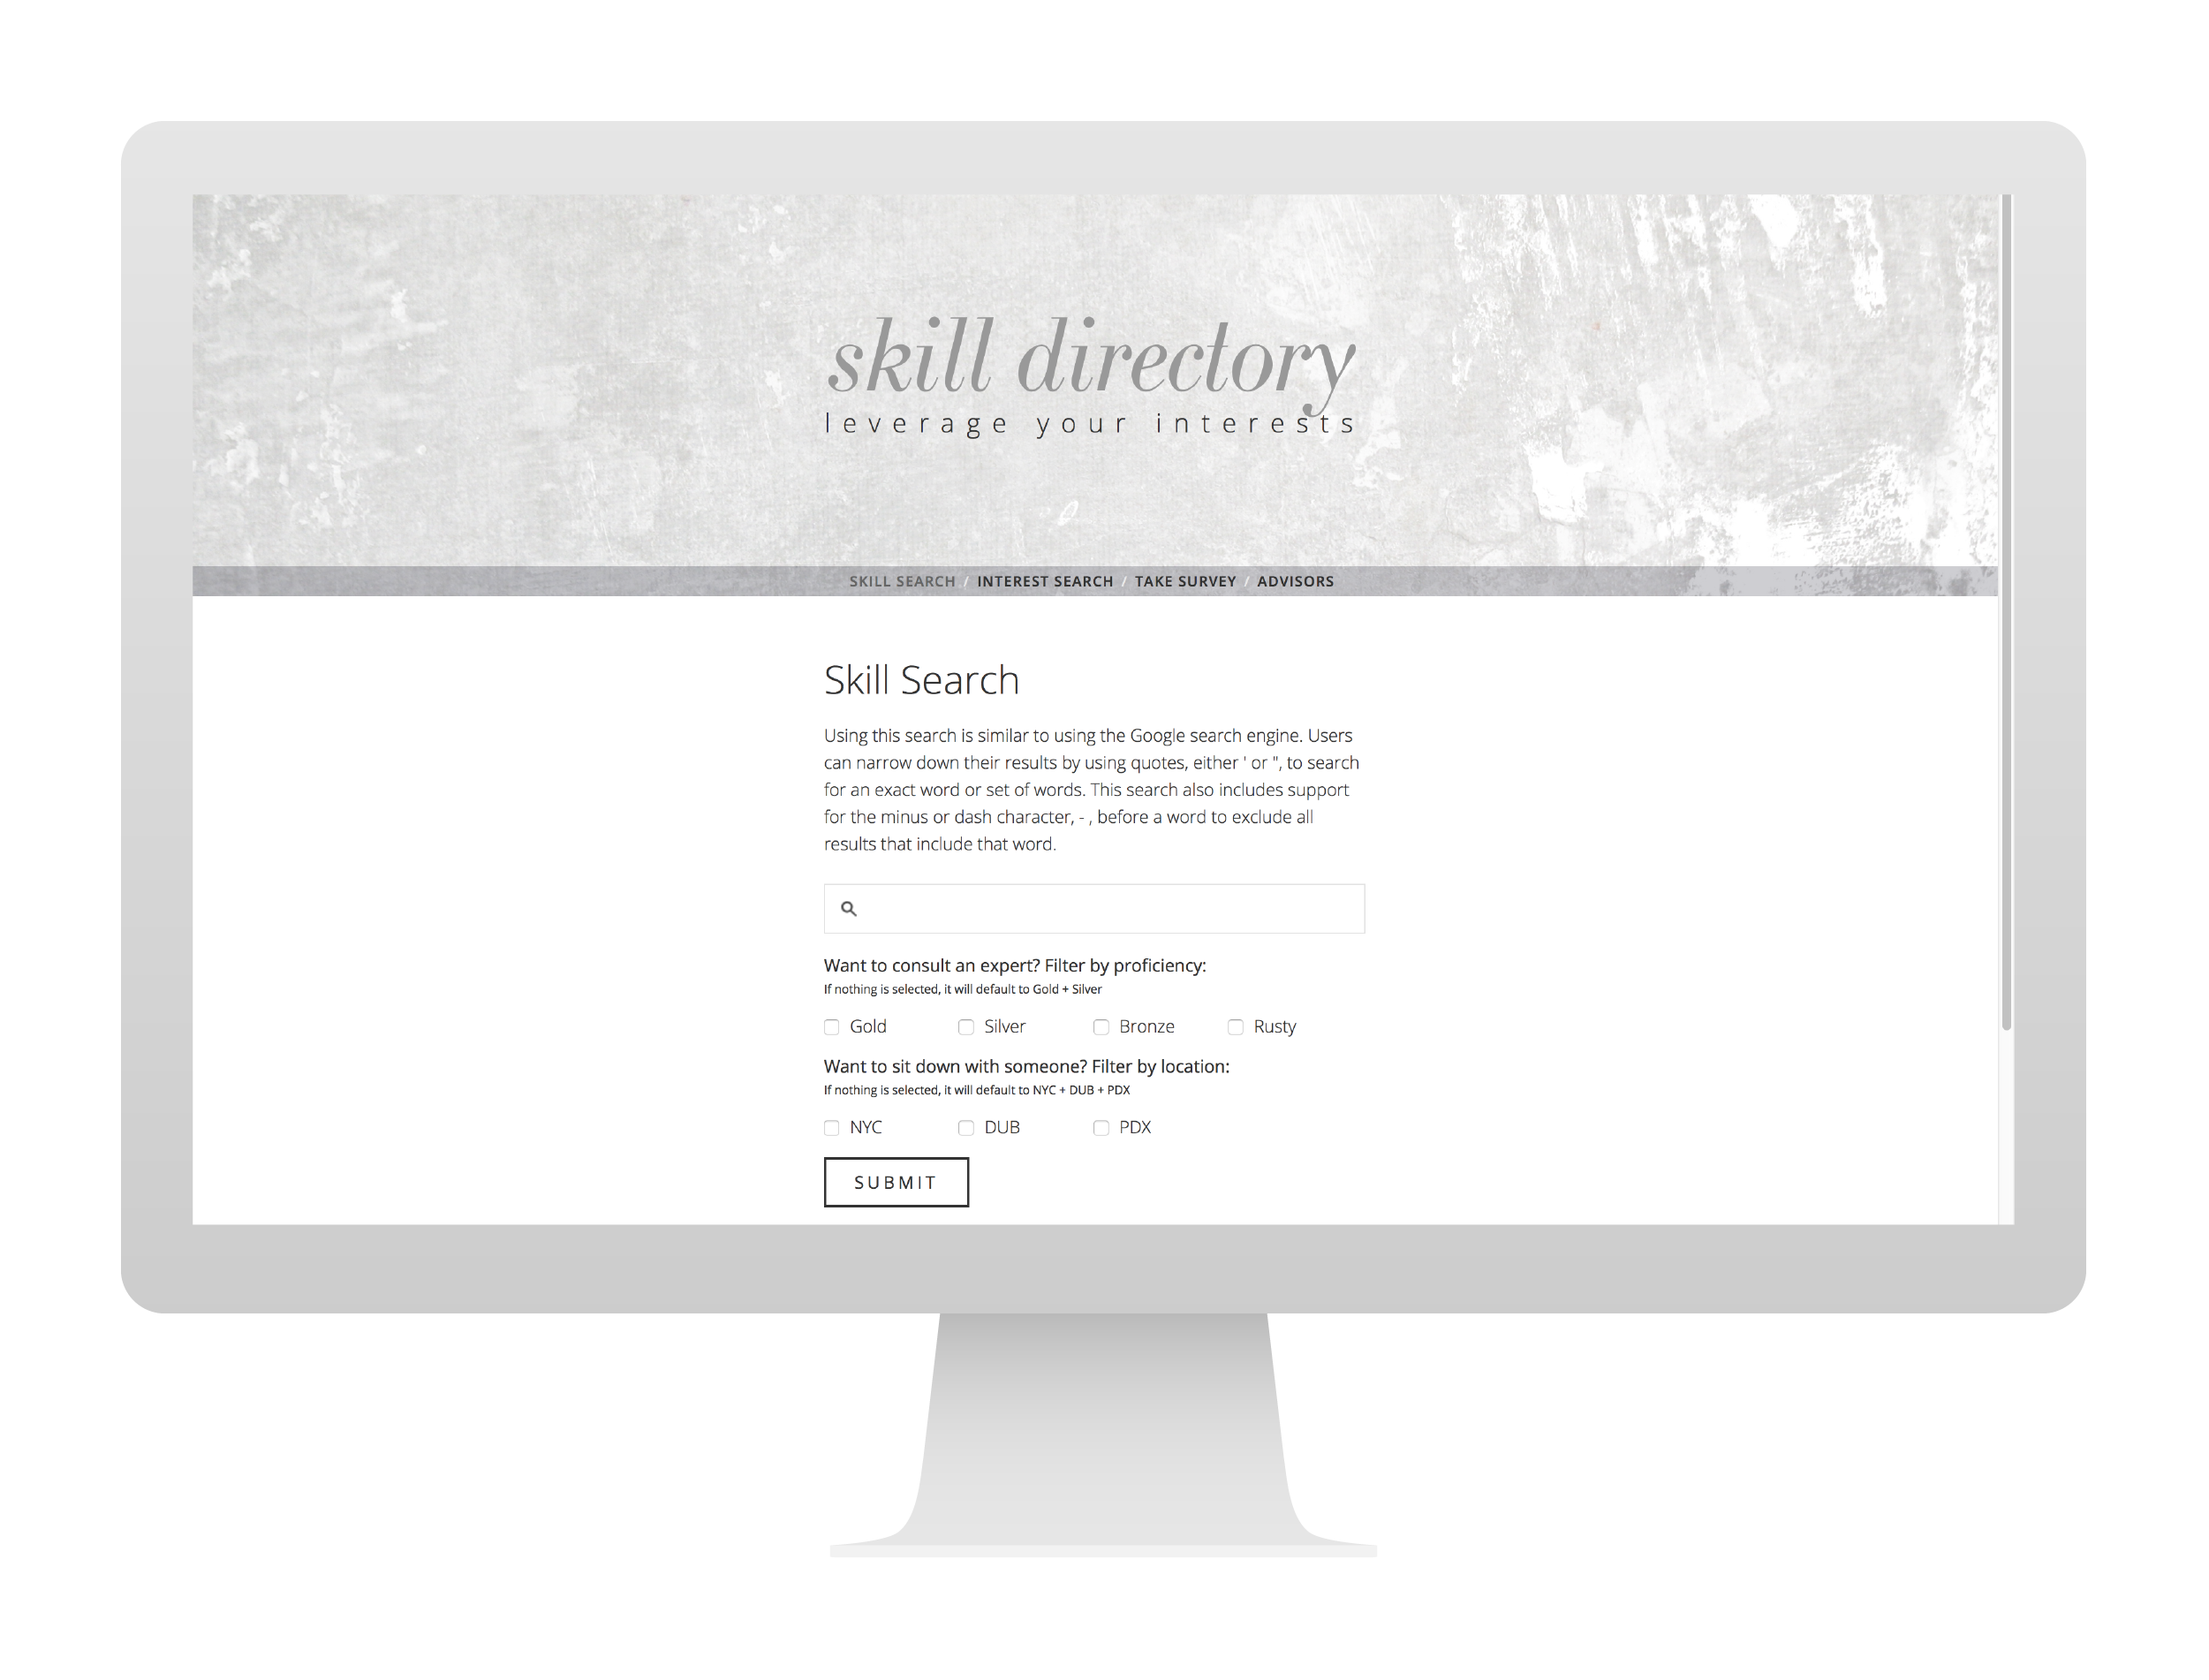 skill directory
leverage your interests
SKILL SEARCH / INTEREST SEARCH / TAKE SURVEY / ADVISORS
Skill Search
Using this search is similar to using the Google search engine. Users
can narrow down their results by using quotes, either ' or ", to search
for an exact word or set of words. This search also includes support
for the minus or dash character, - , before a word to exclude all
results that include that word.
Want to consult an expert? Filter by proficiency:
If nothing is selected, it will default to Gold + Silver
Gold Silver Bronze Rusty
Want to sit down with someone? Filter by location:
If nothing is selected, it will default to NYC + DUB + PDX
NYC DUB PDX
SUBMIT